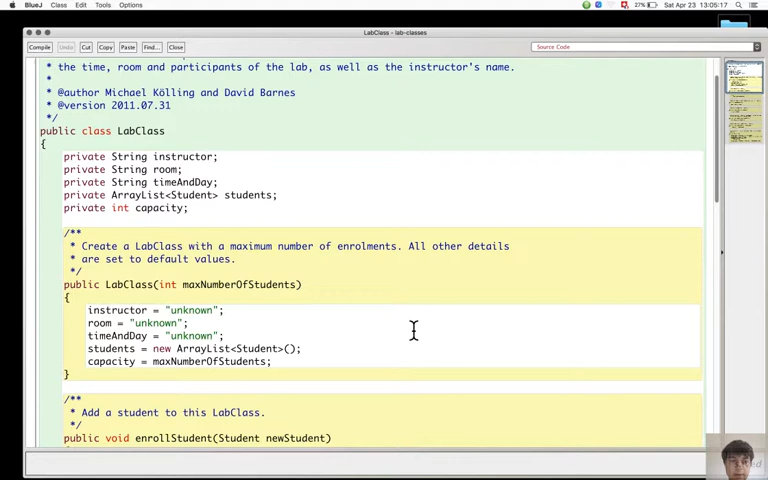 BlueJ Class Edit Tools Options 27% Sat Apr 23 13:05:17
LabClass - lab-classes
Compile Undo Cut Copy Paste Find... Close Source Code
* the time, room and participants of the lab, as well as the instructor's name.
*
* @author Michael Kölling and David Barnes
* @version 2011.07.31
*/
public class LabClass
{
private String instructor;
private String room;
private String timeAndDay;
private ArrayList<Student> students;
private int capacity;
/**
* Create a LabClass with a maximum number of enrolments. All other details
* are set to default values.
*/
public LabClass(int maxNumberOfStudents)
{
instructor = "unknown";
room = "unknown";
timeAndDay = "unknown";
students = new ArrayList<Student>();
capacity = maxNumberOfStudents;
}
/**
* Add a student to this LabClass.
*/
public void enrollStudent(Student newStudent)